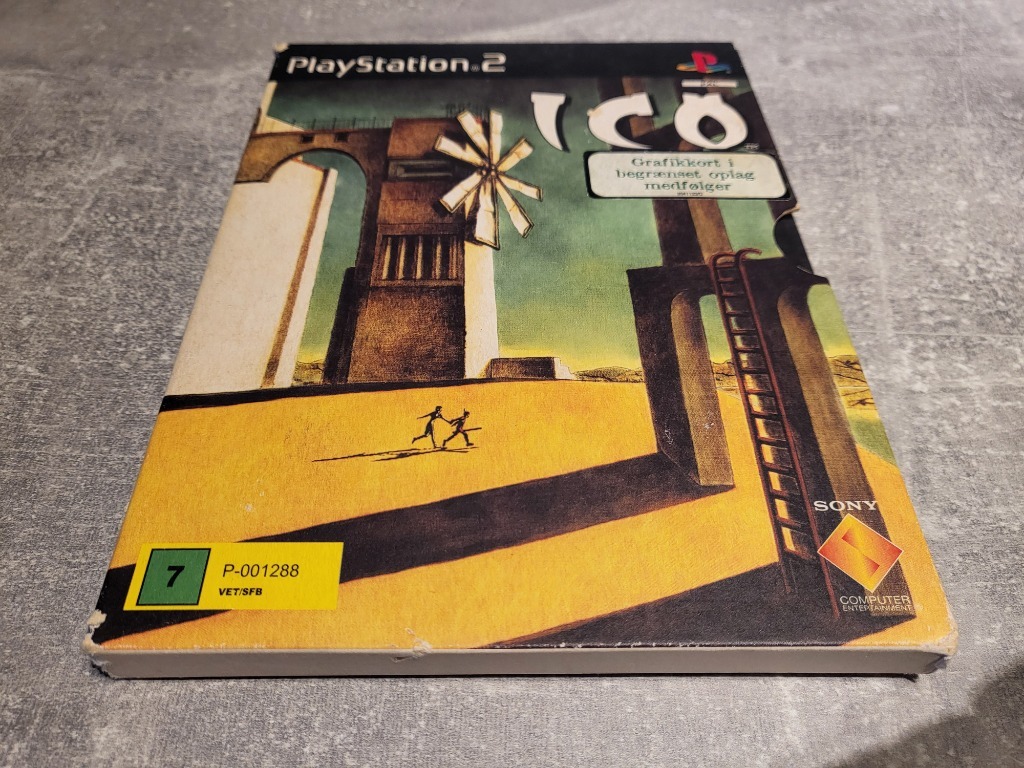 PlayStation®2
ICO
Grafikkort i
begrænset oplag
medfølger
7
P-001288
VET/SFB
SONY
COMPUTER
ENTERTAINMENT®